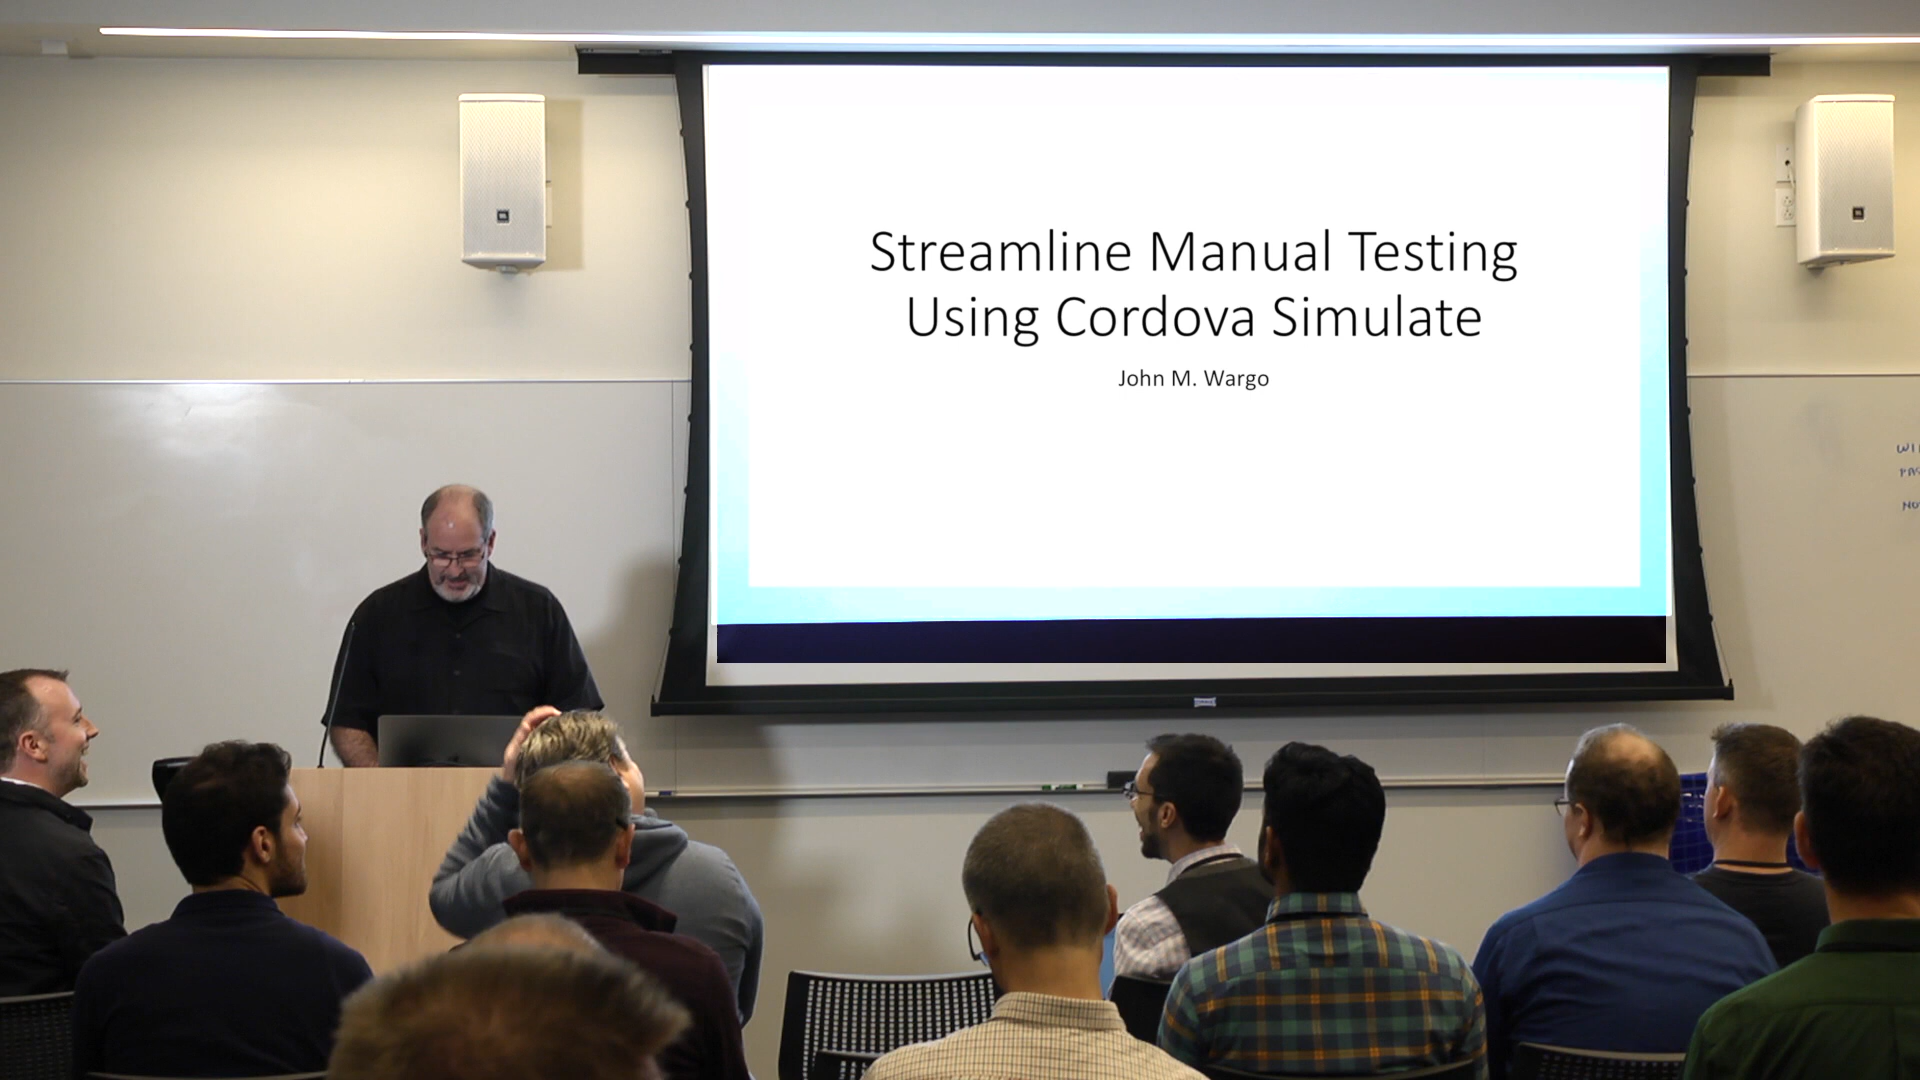 Streamline Manual Testing
Using Cordova Simulate
John M. Wargo